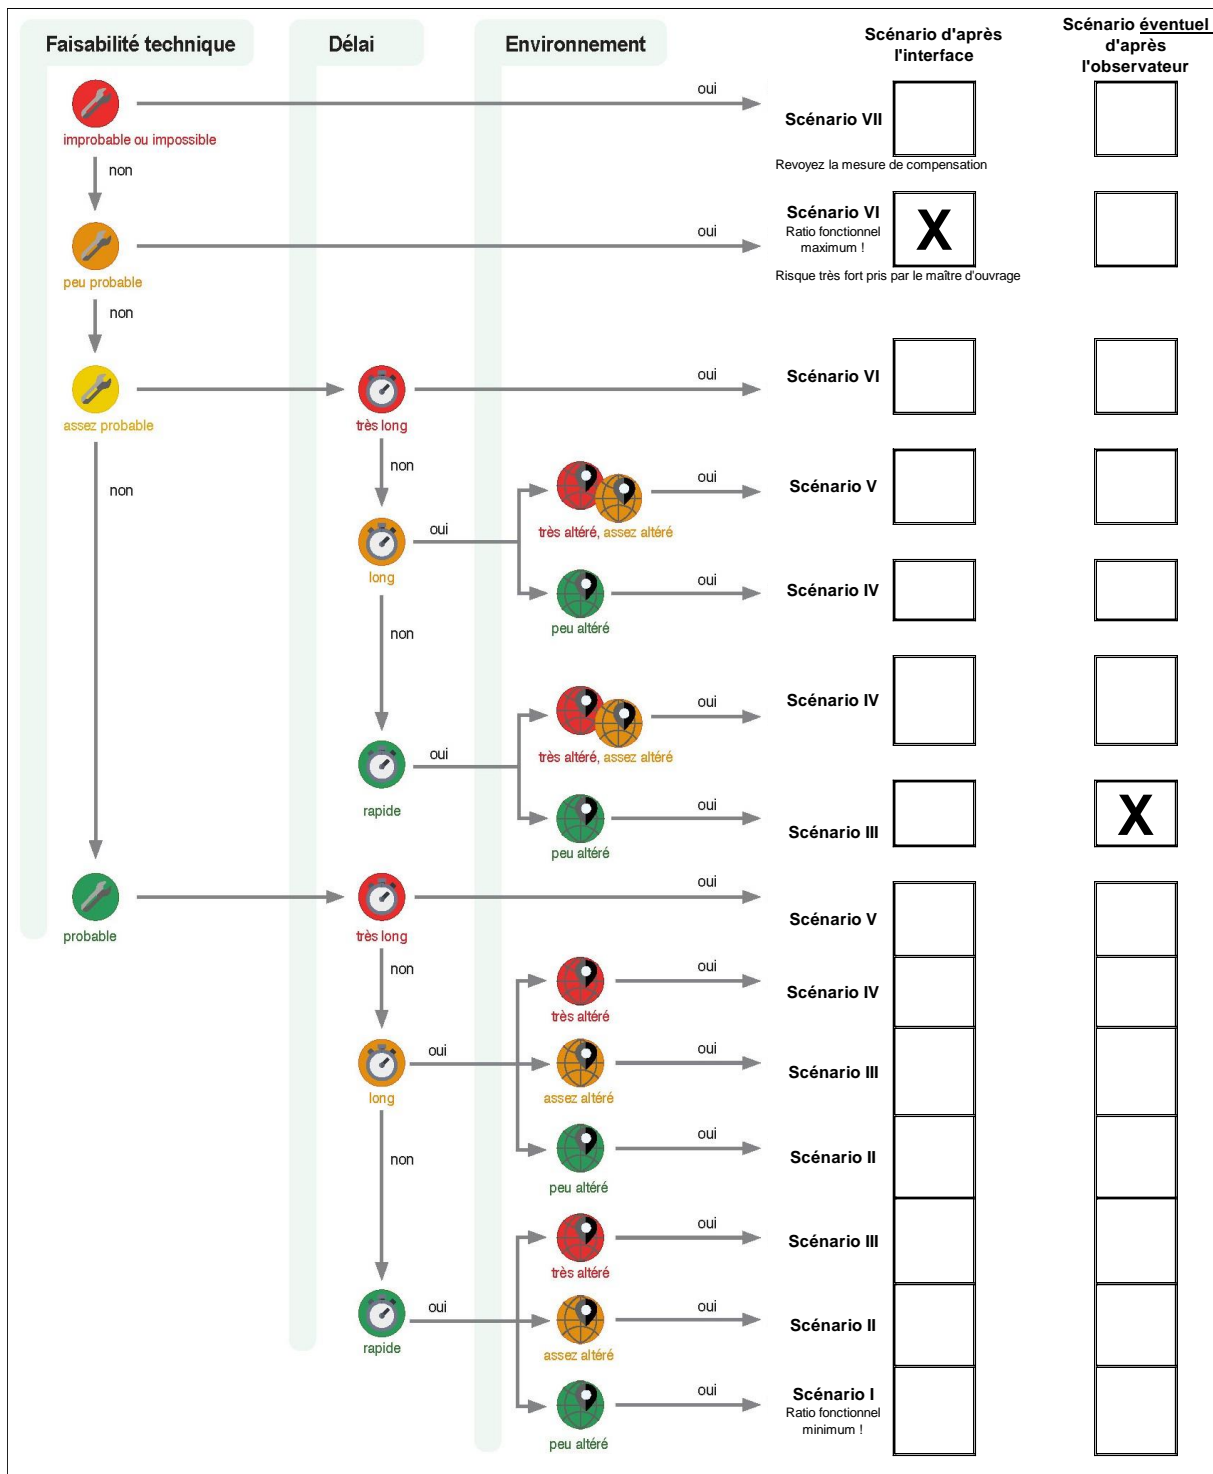 Faisabilité technique
Délai
Environnement
Scénario d'après
l'interface
Scénario éventuel
d'après
l'observateur
improbable ou impossible
oui
Scénario VII
Revoyez la mesure de compensation
non
peu probable
oui
Scénario VI
Ratio fonctionnel
maximum !
X
Risque très fort pris par le maître d'ouvrage
non
assez probable
très long
oui
Scénario VI
non
non
long
oui
très altéré, assez altéré
oui
Scénario V
peu altéré
oui
Scénario IV
non
rapide
oui
très altéré, assez altéré
oui
Scénario IV
peu altéré
oui
Scénario III
X
probable
très long
oui
Scénario V
non
long
oui
très altéré
oui
Scénario IV
assez altéré
oui
Scénario III
peu altéré
oui
Scénario II
non
rapide
oui
très altéré
oui
Scénario III
assez altéré
oui
Scénario II
peu altéré
oui
Scénario I
Ratio fonctionnel
minimum !